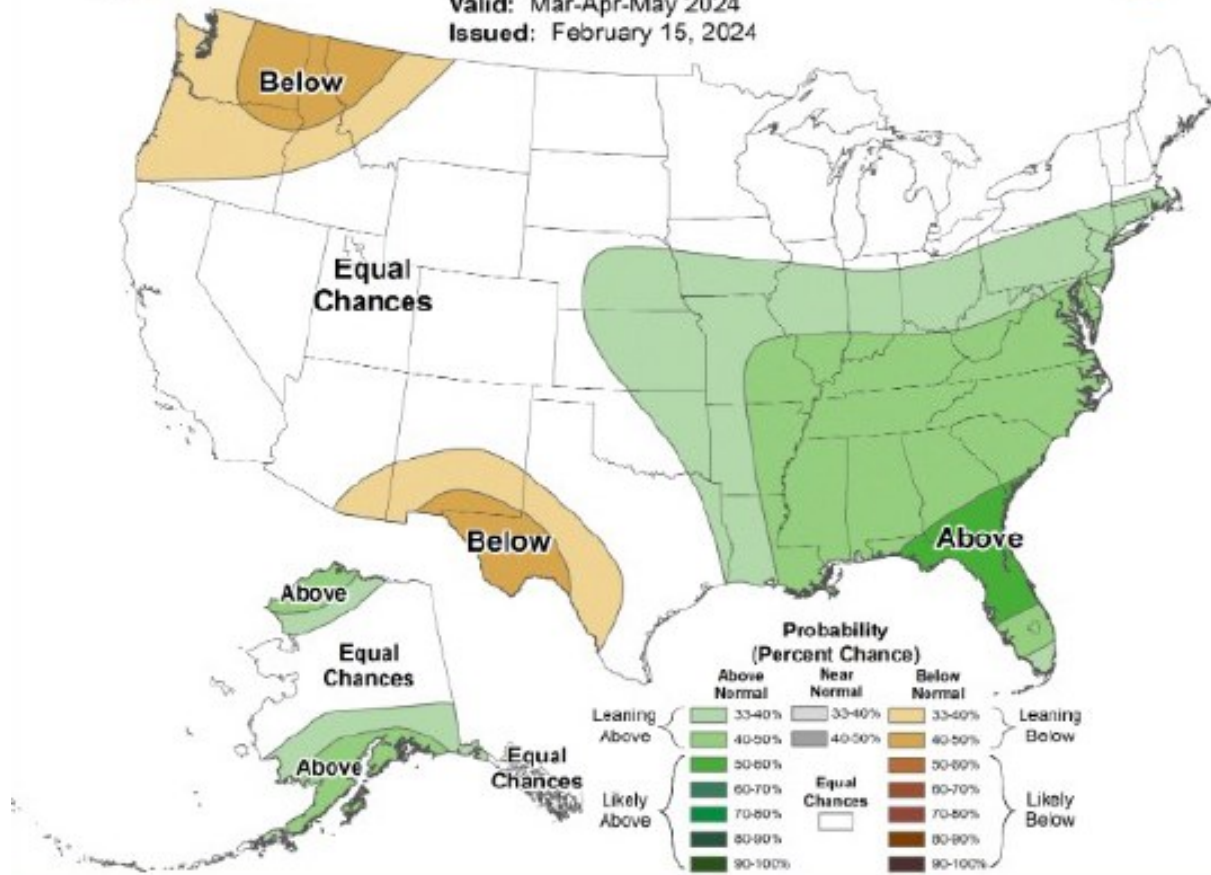 Valid: Mar-Apr-May 2024
Issued: February 15, 2024
Below
Equal
Chances
Below
Above
Above
Equal
Chances
Above
Equal
Chances
Probability
(Percent Chance)
Above
Normal
Near
Normal
Below
Normal
Leaning
Above
33-40%
33-40%
33-40%
Leaning
Below
40-50%
40-50%
40-50%
Likely
Above
50-60%
60-70%
70-80%
80-90%
90-100%
Equal
Chances
50-60%
60-70%
70-80%
80-90%
90-100%
Likely
Below